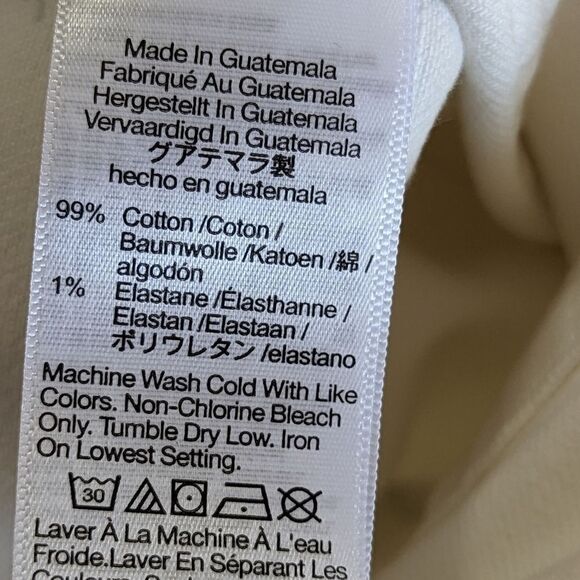 Made In Guatemala
Fabriqué Au Guatemala
Hergestellt In Guatemala
Vervaardigd In Guatemala
グアテマラ製
hecho en guatemala
99% Cotton /Coton /
Baumwolle /Katoen /綿 /
algodón
1% Elastane /Élasthanne /
Elastan /Elastaan /
ポリウレタン /elastano
Machine Wash Cold With Like
Colors. Non-Chlorine Bleach
Only. Tumble Dry Low. Iron
On Lowest Setting.
30
Laver À La Machine À L'eau
Froide.Laver En Séparant Les